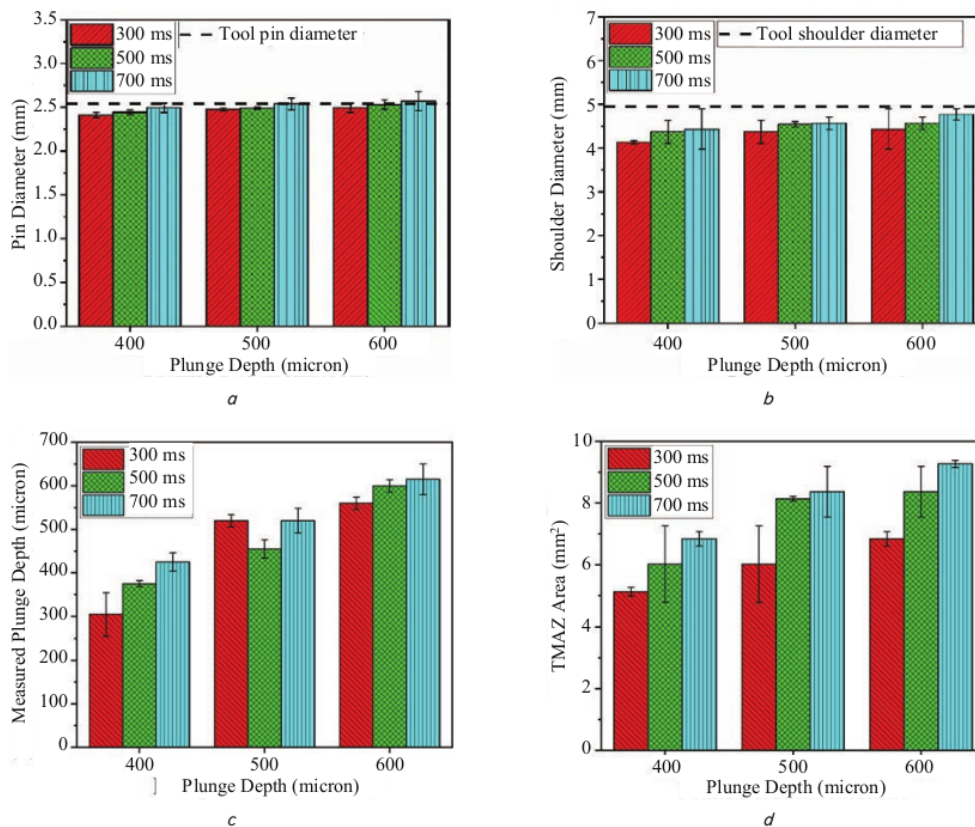 3.5
3.0
2.5
2.0
1.5
1.0
0.5
0.0
Pin Diameter (mm)
300 ms
500 ms
700 ms
Tool pin diameter
400 500 600
Plunge Depth (micron)
a
7
6
5
4
3
2
1
0
Shoulder Diameter (mm)
300 ms
500 ms
700 ms
Tool shoulder diameter
400 500 600
Plunge Depth (micron)
b
700
600
500
400
300
200
100
0
Measured Plunge Depth (micron)
300 ms
500 ms
700 ms
400 500 600
Plunge Depth (micron)
c
10
8
6
4
2
0
TMAZ Area (mm²)
300 ms
500 ms
700 ms
400 500 600
Plunge Depth (micron)
d